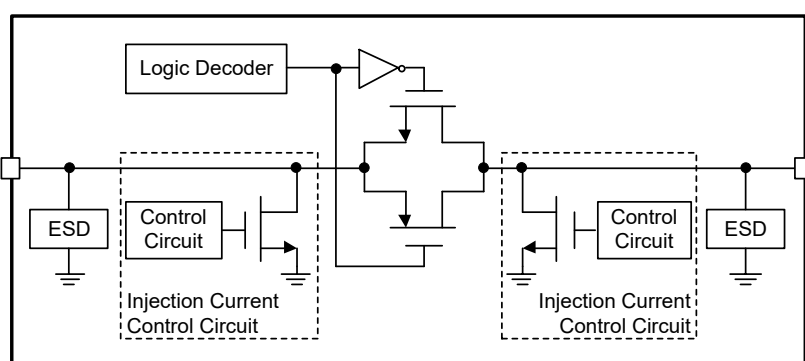 Logic Decoder
ESD
Control
Circuit
Injection Current
Control Circuit
Control
Circuit
Injection Current
Control Circuit
ESD